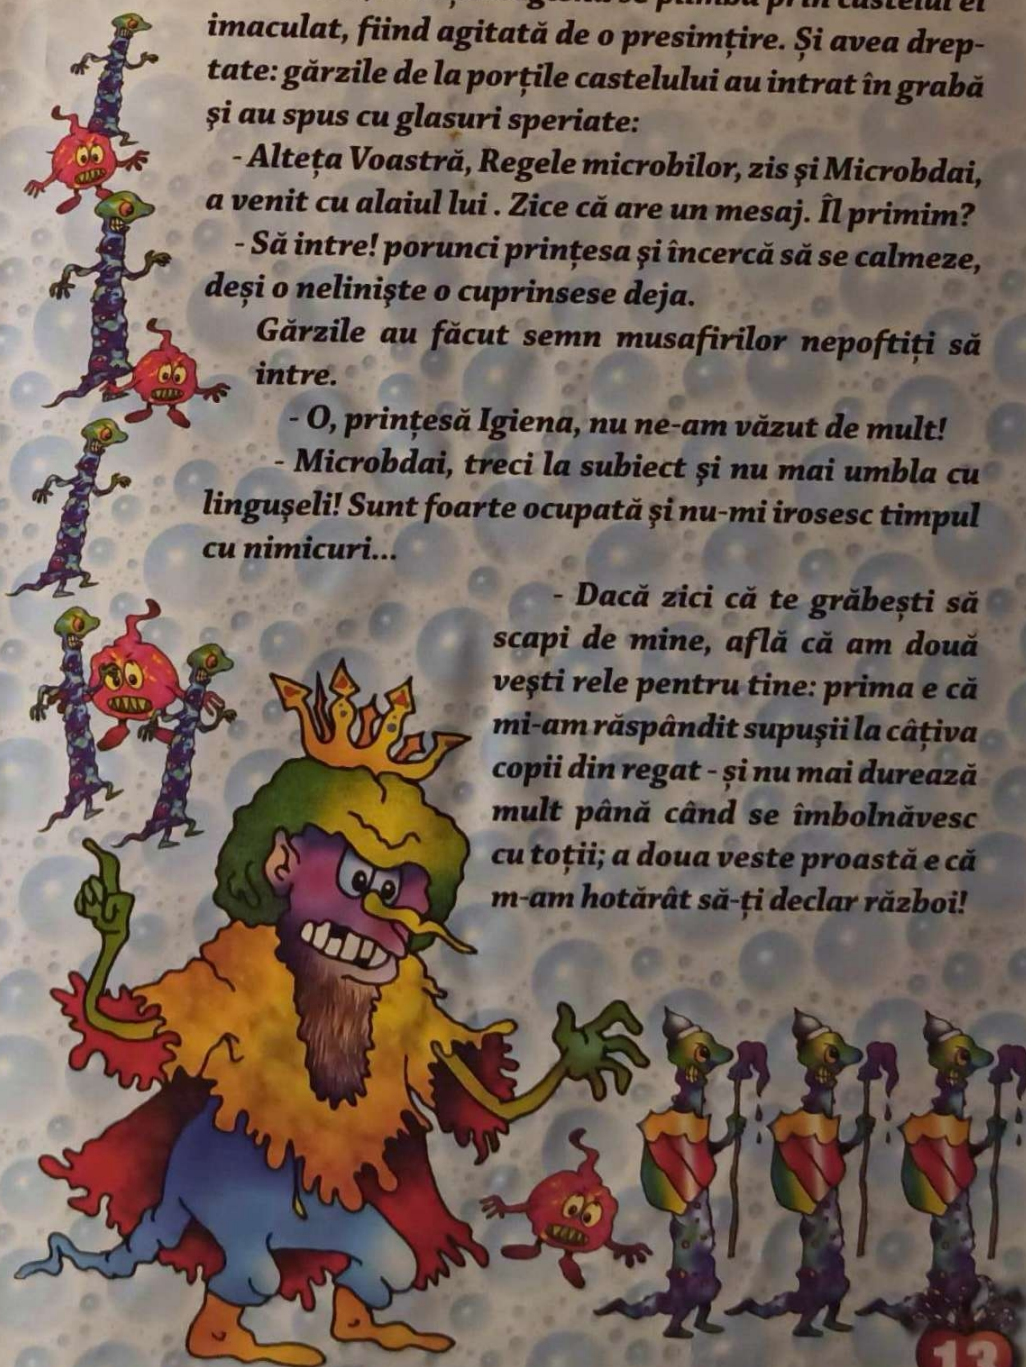 imaculat, fiind agitată de o presimțire. Și avea drep-
tate: gărzile de la porțile castelului au intrat în grabă
și au spus cu glasuri speriate:
- Alteța Voastră, Regele microbilor, zis și Microbdai,
a venit cu alaiul lui . Zice că are un mesaj. Îl primim?
- Să intre! porunci prințesa și încercă să se calmeze,
deși o neliniște o cuprinsese deja.
Gărzile au făcut semn musafirilor nepoftiți să
intre.
- O, prințesă Igiena, nu ne-am văzut de mult!
- Microbdai, treci la subiect și nu mai umbla cu
lingușeli! Sunt foarte ocupată și nu-mi irosesc timpul
cu nimicuri...
- Dacă zici că te grăbești să
scapi de mine, află că am două
vești rele pentru tine: prima e că
mi-am răspândit supușii la câțiva
copii din regat - și nu mai durează
mult până când se îmbolnăvesc
cu toții; a doua veste proastă e că
m-am hotărât să-ți declar război!